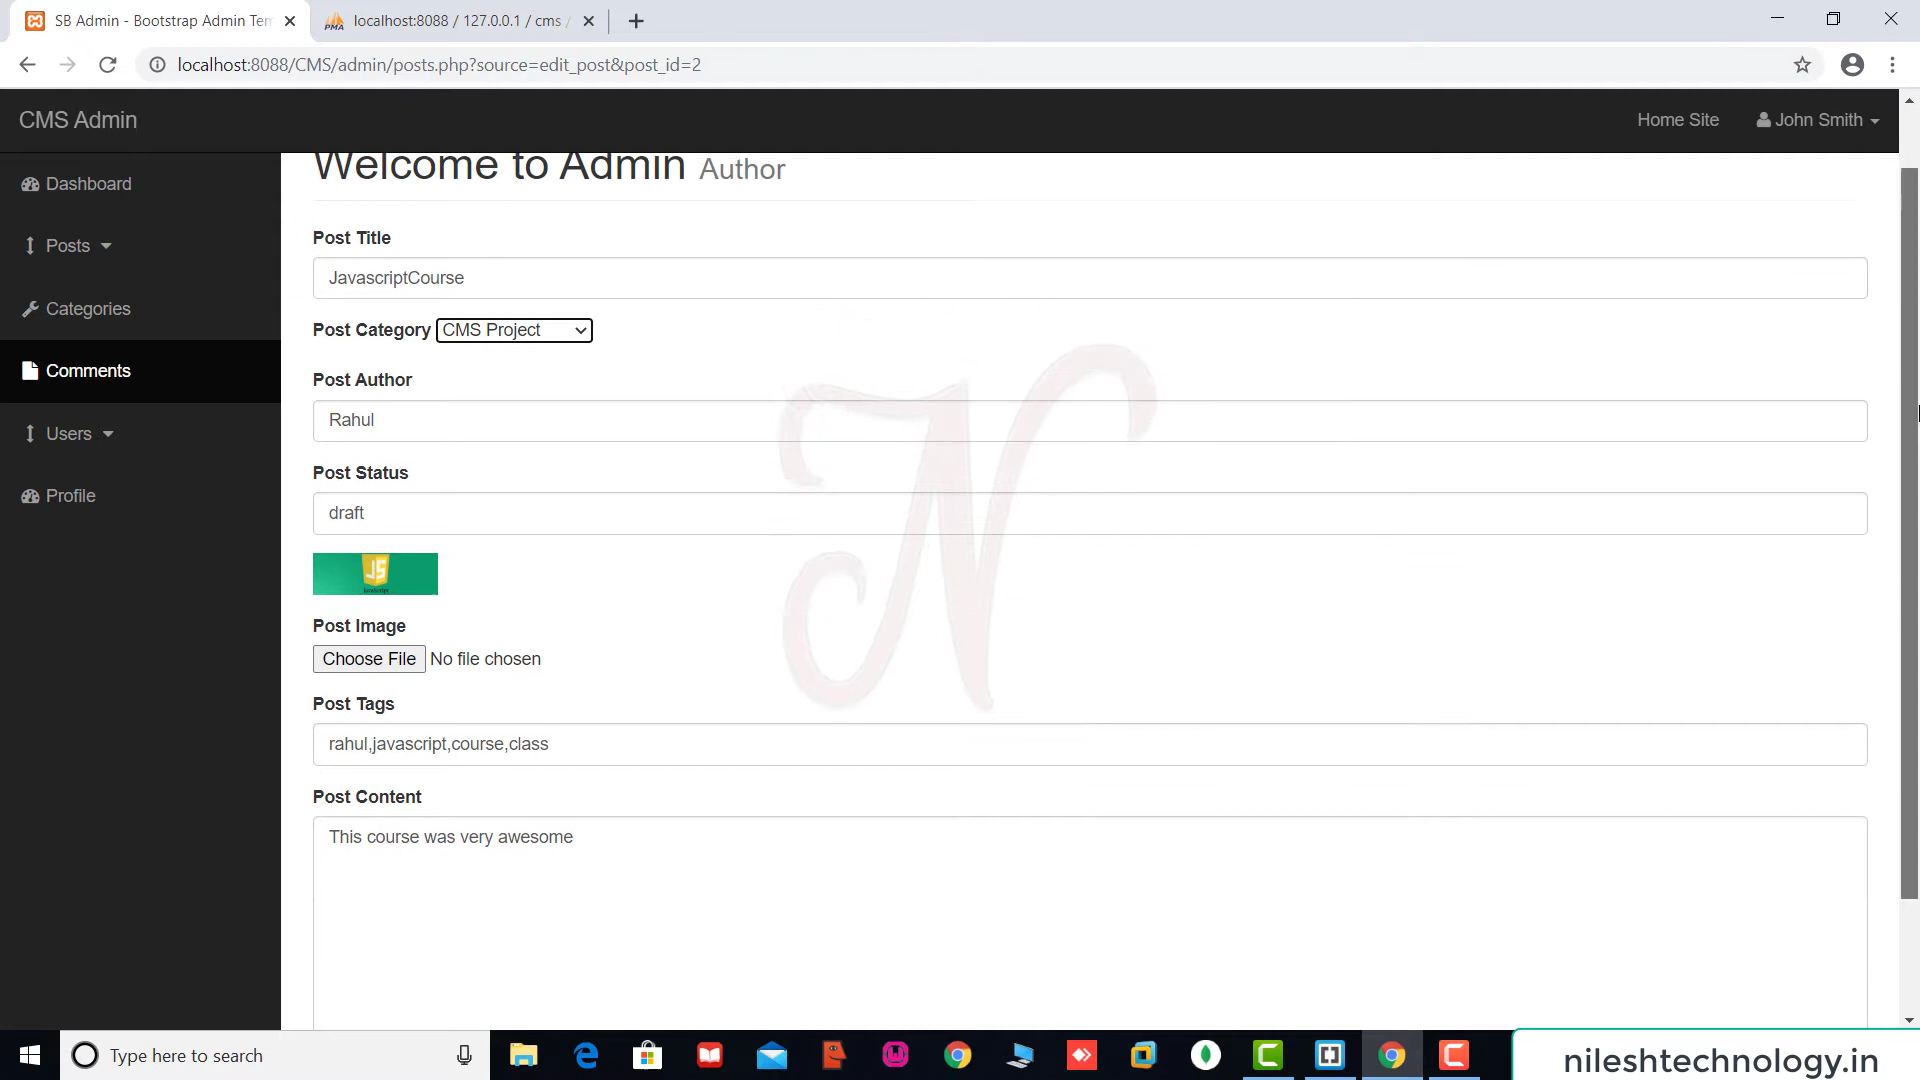 SB Admin - Bootstrap Admin Tem
localhost:8088 / 127.0.0.1 / cms /
localhost:8088/CMS/admin/posts.php?source=edit_post&post_id=2
CMS Admin
Home Site
John Smith
Dashboard
Posts
Categories
Comments
Users
Profile
Welcome to Admin Author
Post Title
JavascriptCourse
Post Category CMS Project
Post Author
Rahul
Post Status
draft
JS
JavaScript
Post Image
Choose File No file chosen
Post Tags
rahul,javascript,course,class
Post Content
This course was very awesome
N
Type here to search
nileshtechnology.in